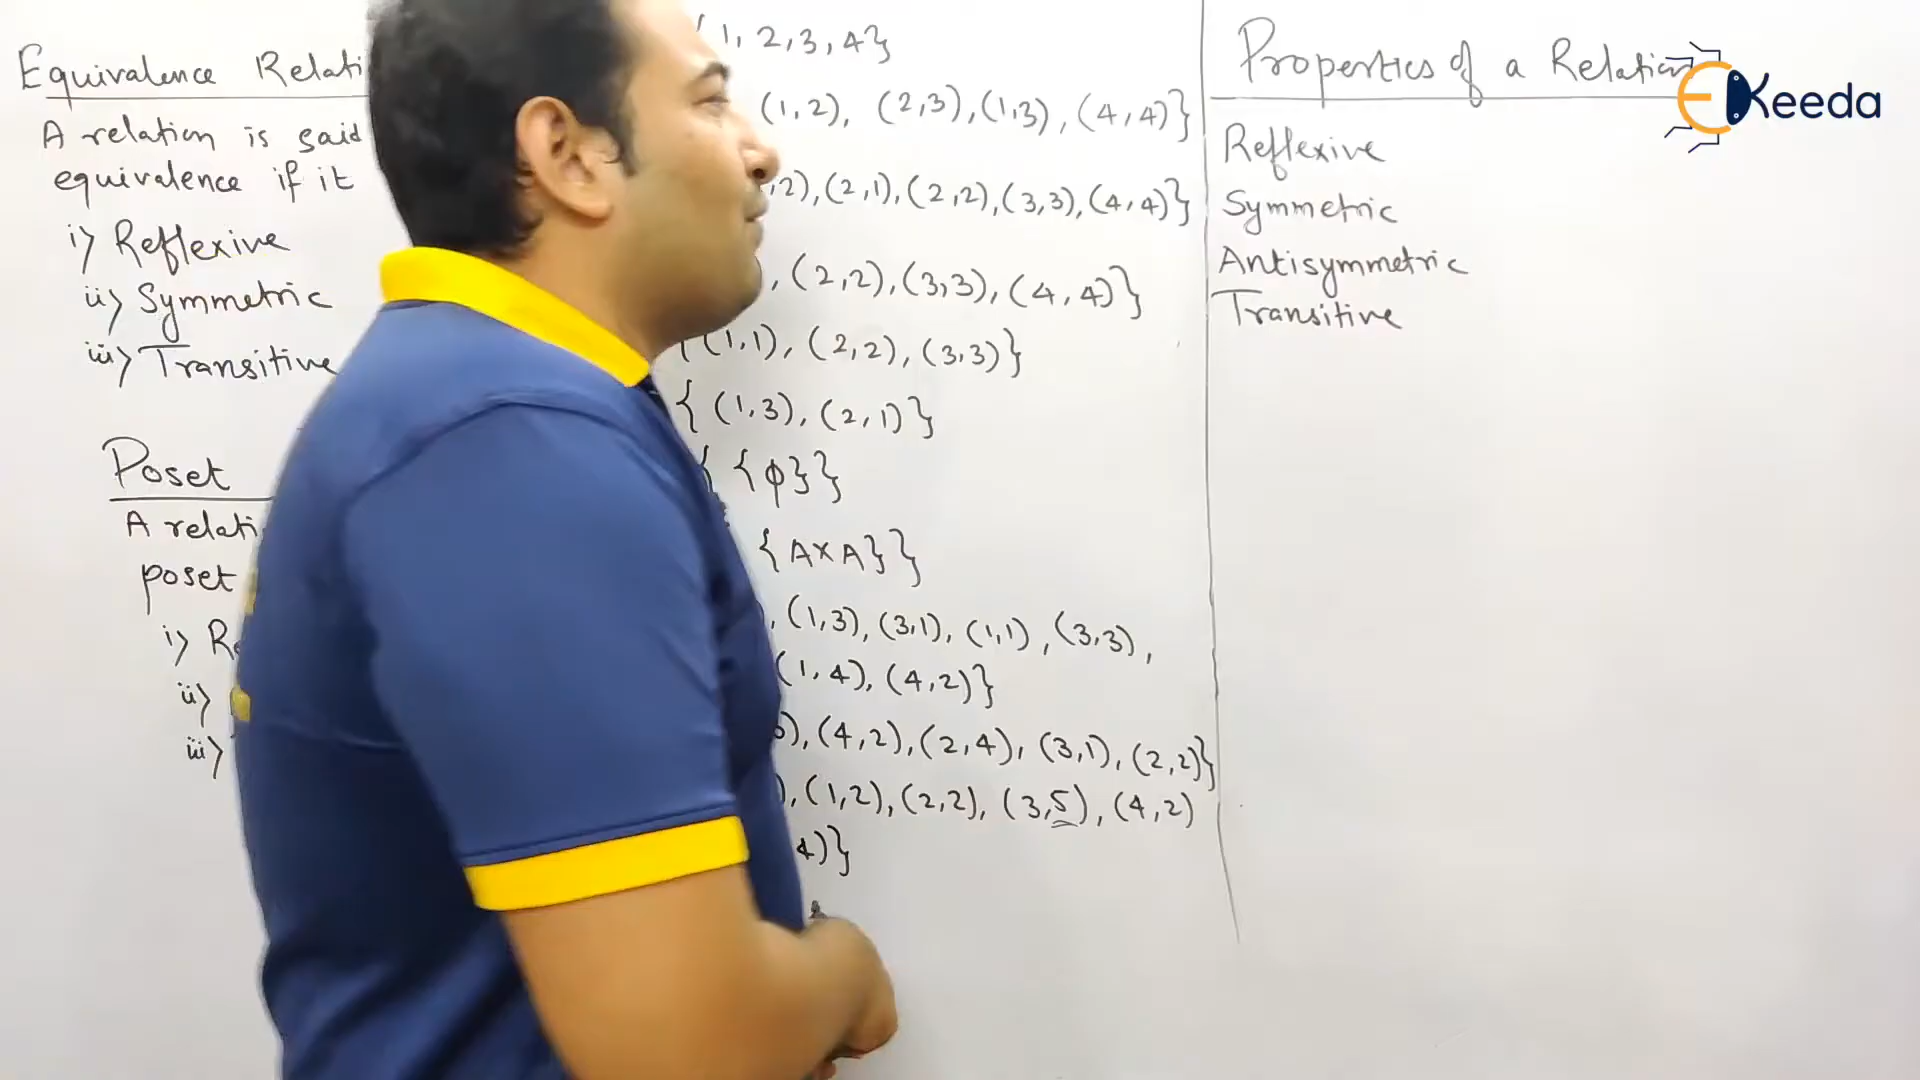 Equivalence Relati
A relation is said
equivalence if it
i) Reflexive
ii) Symmetric
iii) Transitive
Poset
A relati
poset
i) Re
ii)
iii)
{ 1, 2, 3, 4}
(1,2), (2,3), (1,3), (4,4)}
,2), (2,1), (2,2), (3,3), (4,4)}
, (2,2), (3,3), (4,4)}
{ (1,1), (2,2), (3,3)}
{ (1,3), (2,1)}
{ {ϕ}}
{A×A}}
, (1,3), (3,1), (1,1), (3,3),
(1,4), (4,2)}
), (4,2), (2,4), (3,1), (2,2)}
), (1,2), (2,2), (3,5), (4,2)
4)}
Properties of a Relation
Reflexive
Symmetric
Antisymmetric
Transitive
EKeeda